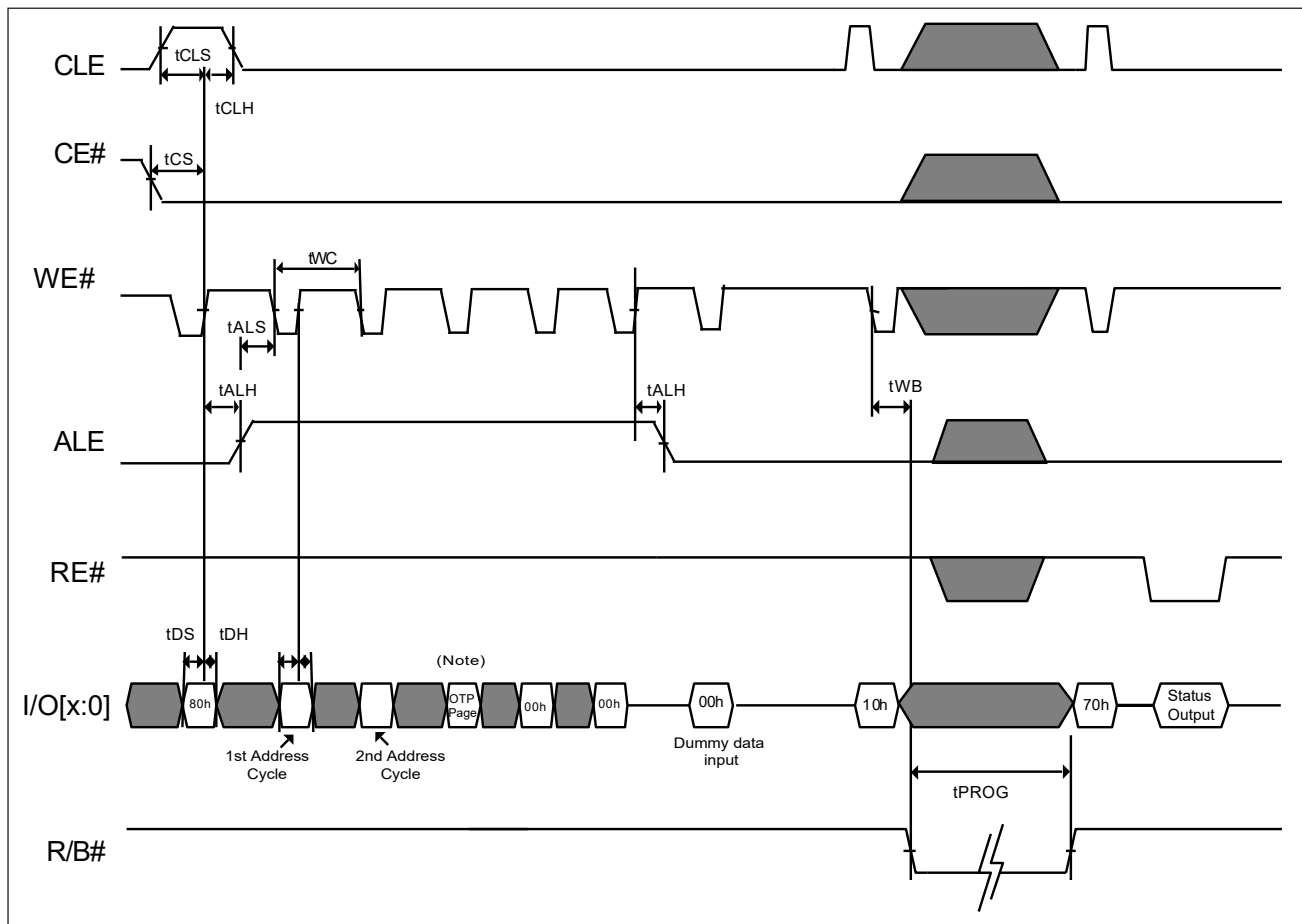 CLE
tCLS
tCLH
CE#
tCS
WE#
tWC
tALS
tALH
tALH
tWB
ALE
RE#
tDS
tDH
(Note)
I/O[x:0]
80h
OTP
Page
00h
00h
00h
10h
70h
Status
Output
1st Address
Cycle
2nd Address
Cycle
Dummy data
input
tPROG
R/B#